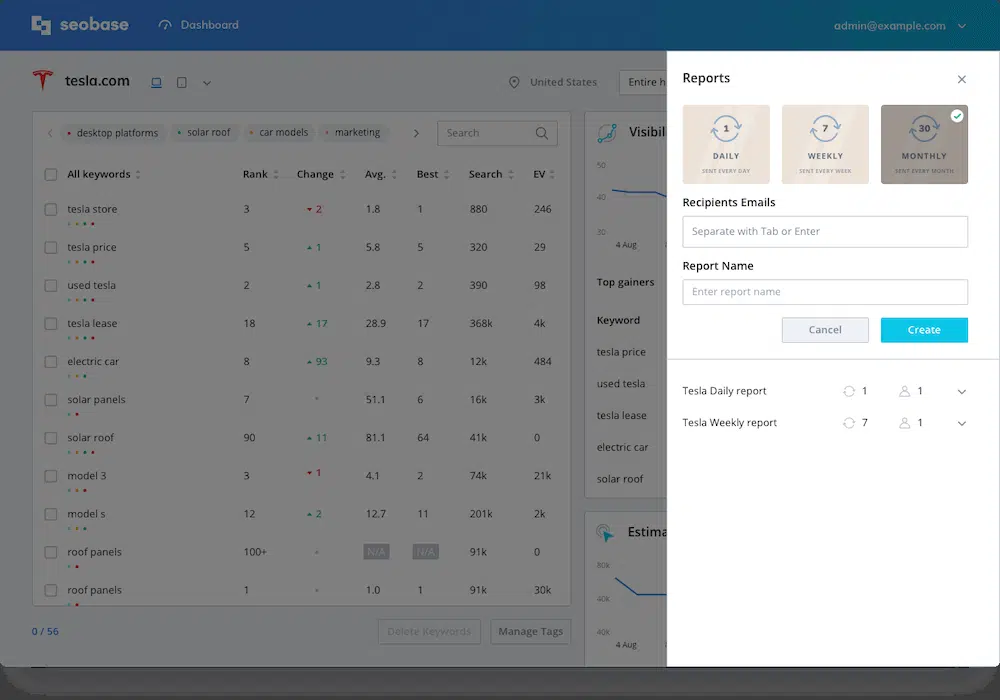 seobase Dashboard admin@example.com
tesla.com United States Entire h
desktop platforms solar roof car models marketing Search
All keywords Rank Change Avg. Best Search EV
tesla store 3 2 1.8 1 880 246
tesla price 5 1 5.8 5 320 29
used tesla 2 1 2.8 2 390 98
tesla lease 18 17 28.9 17 368k 4k
electric car 8 93 9.3 8 12k 484
solar panels 7 51.1 6 16k 3k
solar roof 90 11 81.1 64 41k 0
model 3 3 1 4.1 2 74k 21k
model s 12 2 12.7 11 201k 2k
roof panels 100+ N/A N/A 91k 0
roof panels 1 1.0 1 91k 30k
0 / 56 Delete Keywords Manage Tags
Visibil
50
40
30
4 Aug
Top gainers
Keyword
tesla price
used tesla
tesla lease
electric car
solar roof
Estima
80k
40k
40K
4 Aug
Reports
1 7 30
DAILY WEEKLY MONTHLY
SENT EVERY DAY SENT EVERY WEEK SENT EVERY MONTH
Recipients Emails
Separate with Tab or Enter
Report Name
Enter report name
Cancel Create
Tesla Daily report 1 1
Tesla Weekly report 7 1